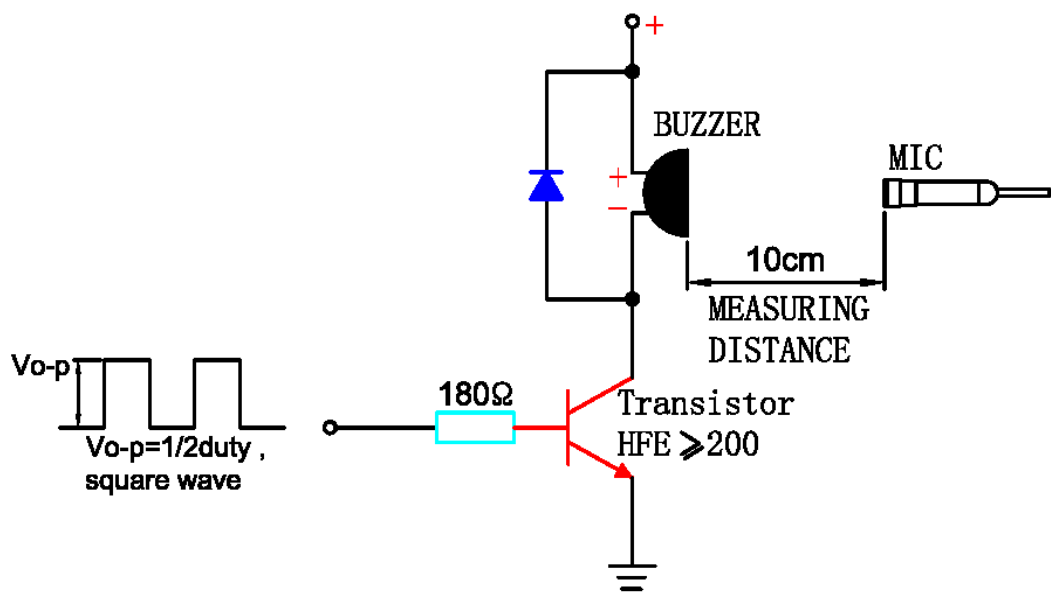 +
BUZZER
MIC
+
−
10cm
MEASURING
DISTANCE
Vo-p
180Ω
Transistor
HFE ⩾200
Vo-p=1/2duty ,
square wave